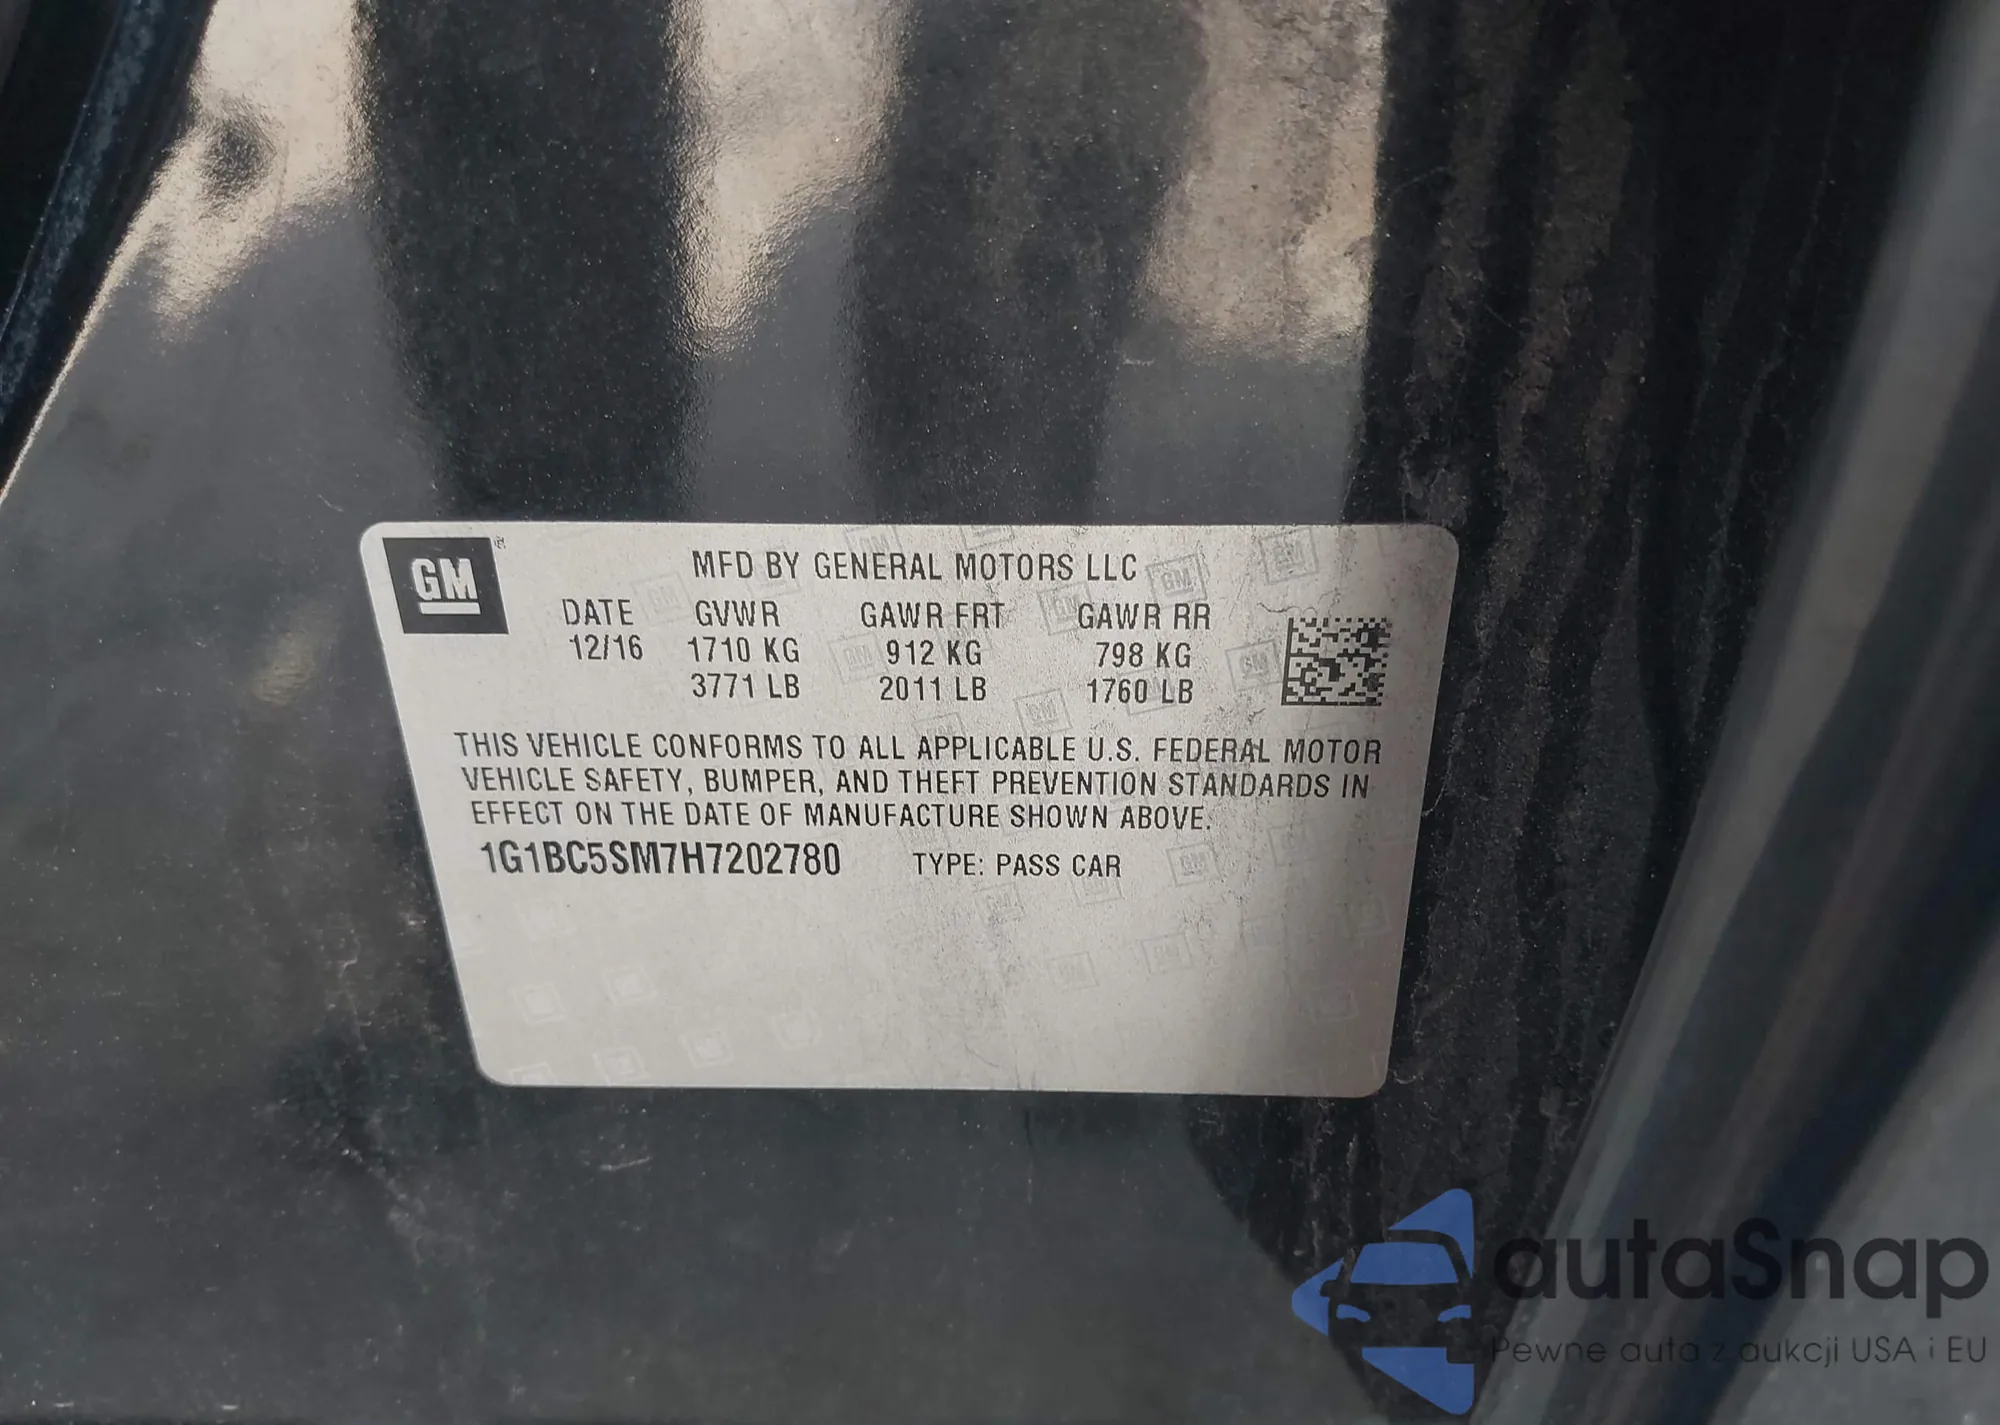 GM
MFD BY GENERAL MOTORS LLC
DATE GVWR GAWR FRT GAWR RR
12/16 1710 KG 912 KG 798 KG
3771 LB 2011 LB 1760 LB
THIS VEHICLE CONFORMS TO ALL APPLICABLE U.S. FEDERAL MOTOR
VEHICLE SAFETY, BUMPER, AND THEFT PREVENTION STANDARDS IN
EFFECT ON THE DATE OF MANUFACTURE SHOWN ABOVE.
1G1BC5SM7H7202780 TYPE: PASS CAR
autaSnap
Pewne auta z aukcji USA i EU